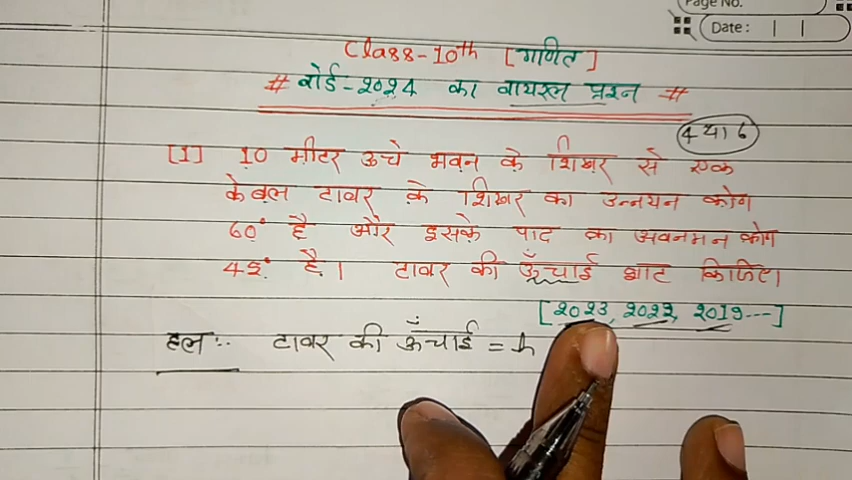 Page No.
Date: | |
Class-10th [गणित]
# बोर्ड-2024 का वायरल प्रश्न #
4 या 6
[1] 10 मीटर ऊचे भवन के शिखर से एक
केबल टावर के शिखर का उन्नयन कोण
60° है और इसके पाद का अवनमन कोण
45° है। टावर की ऊँचाई ज्ञात किजिए।
[2023, 2022, 2019---]
हल:- टावर की ऊँचाई = h